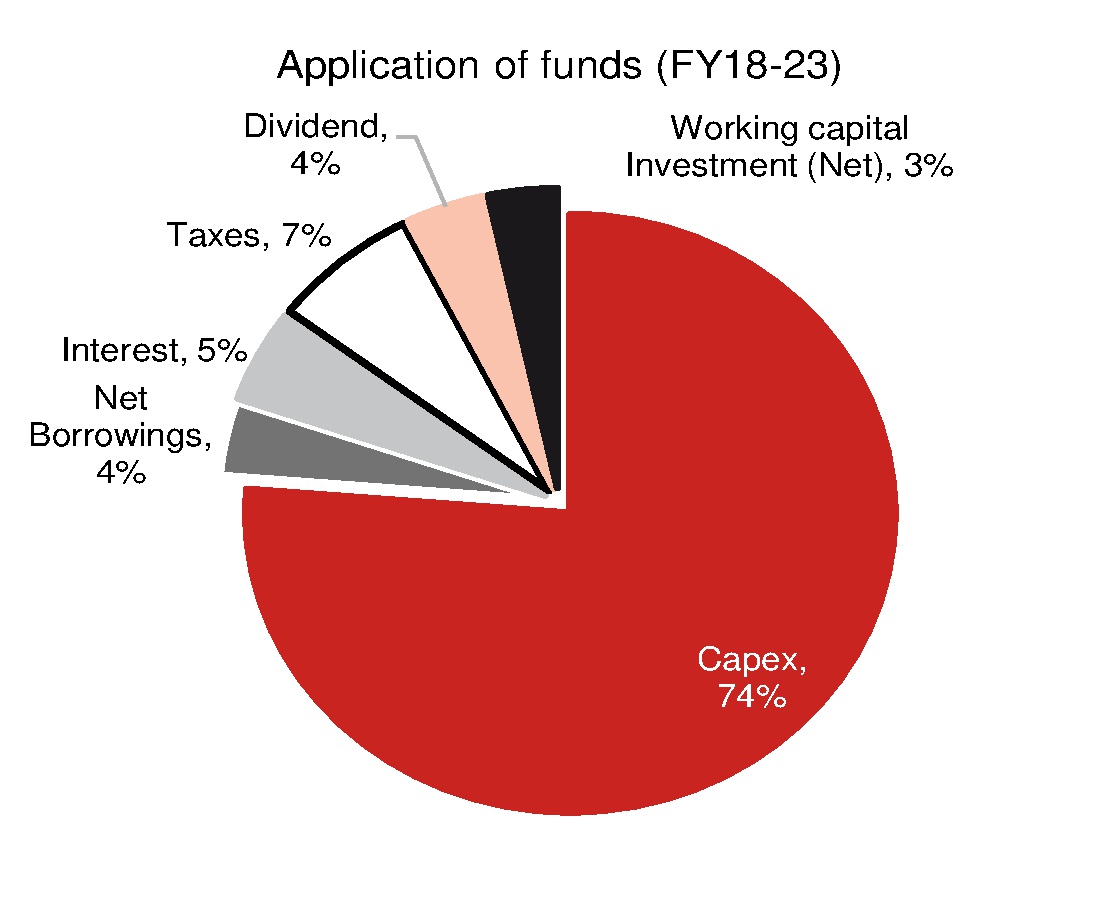 Application of funds (FY18-23)
Dividend,
4%
Working capital
Investment (Net), 3%
Taxes, 7%
Interest, 5%
Net
Borrowings,
4%
Capex,
74%